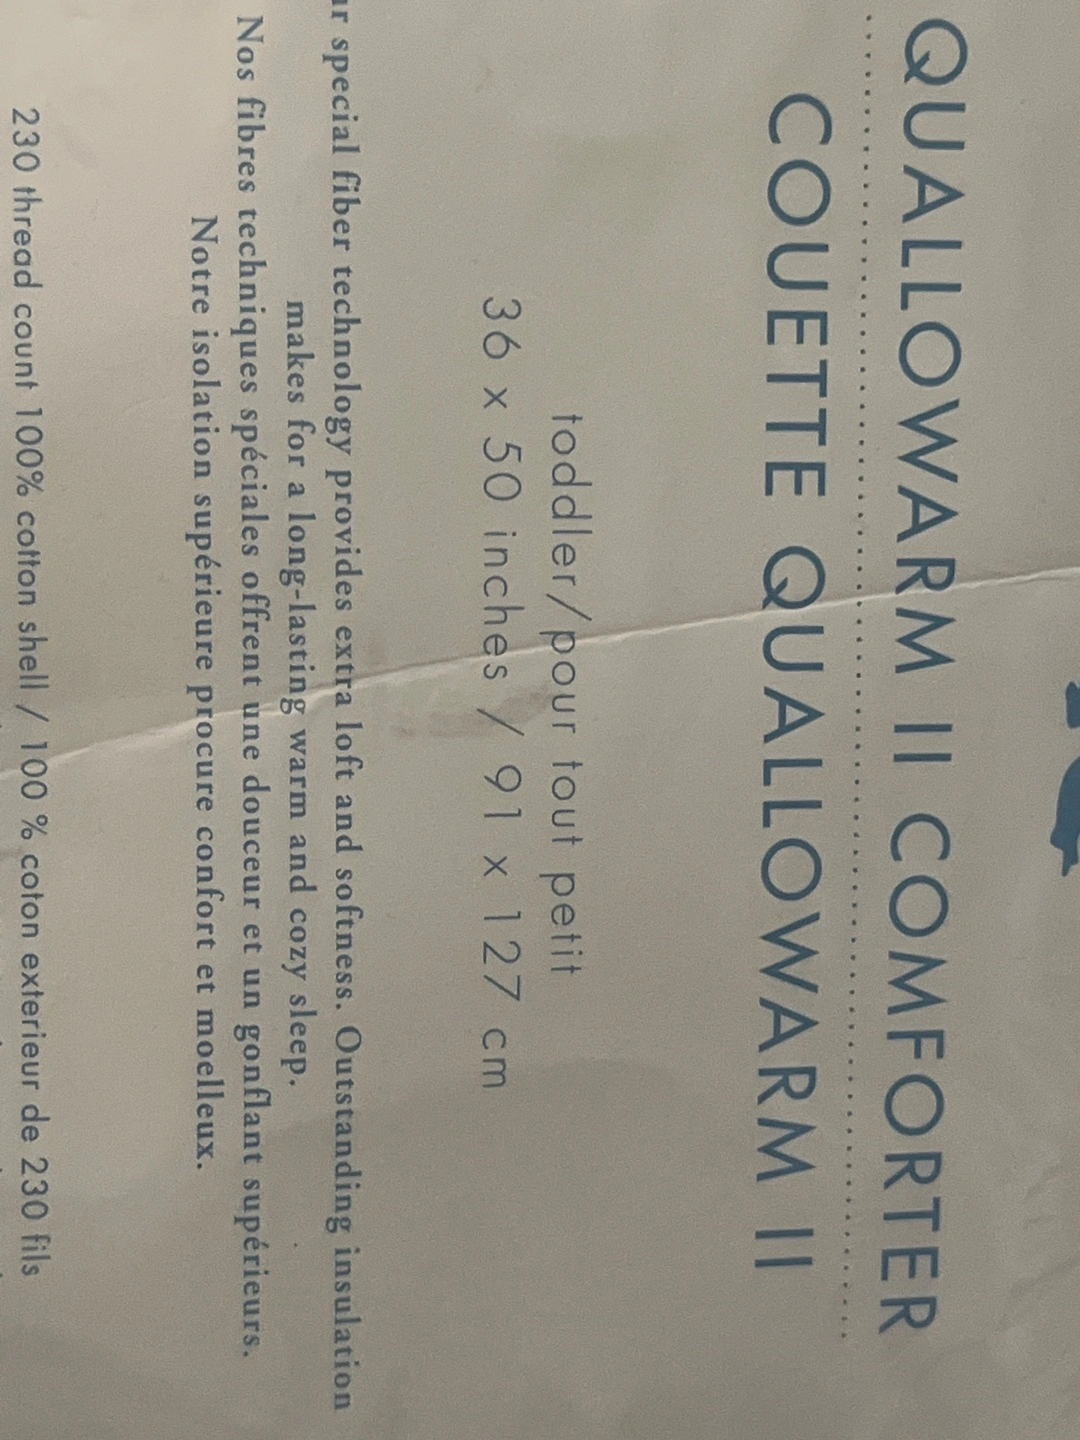 QUALLOWARM II COMFORTER
COUETTE QUALLOWARM II
toddler/pour tout petit
36 x 50 inches / 91 x 127 cm
special fiber technology provides extra loft and softness. Outstanding insulation
makes for a long-lasting warm and cozy sleep.
Nos fibres techniques spéciales offrent une douceur et un gonflant supérieurs.
Notre isolation supérieure procure confort et moelleux.
230 thread count 100% cotton shell / 100 % coton exterieur de 230 fils